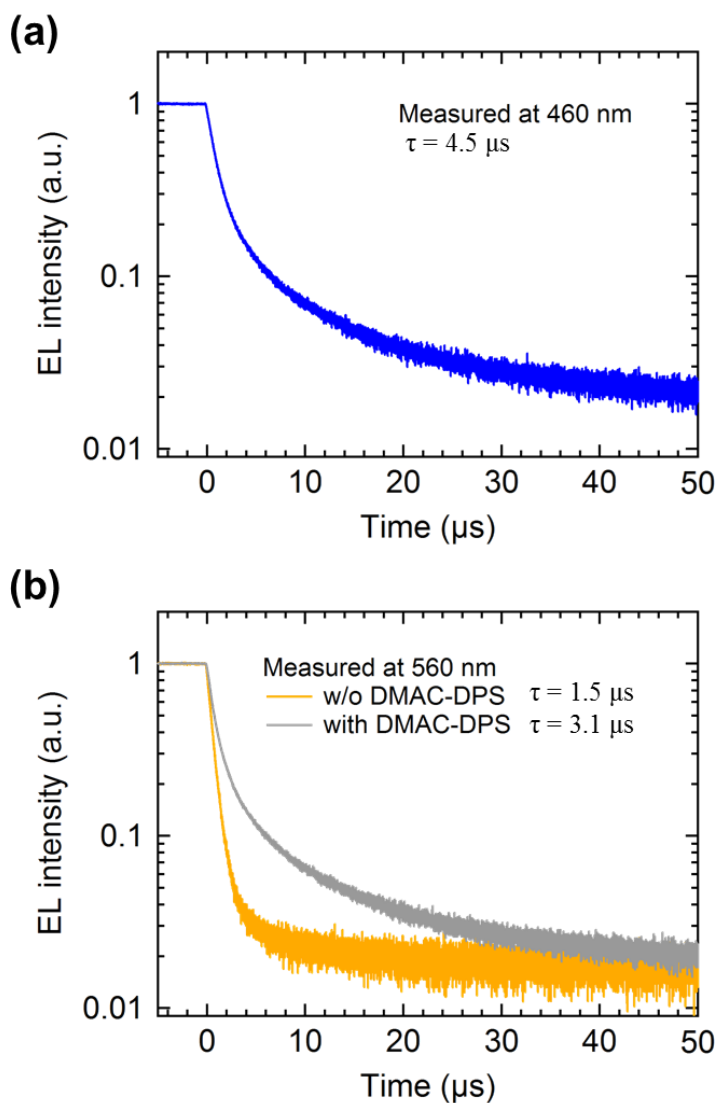 (a)
1
0.1
0.01
EL intensity (a.u.)
Measured at 460 nm
τ = 4.5 μs
0 10 20 30 40 50
Time (μs)
(b)
1
0.1
0.01
EL intensity (a.u.)
Measured at 560 nm
w/o DMAC-DPS τ = 1.5 μs
with DMAC-DPS τ = 3.1 μs
0 10 20 30 40 50
Time (μs)